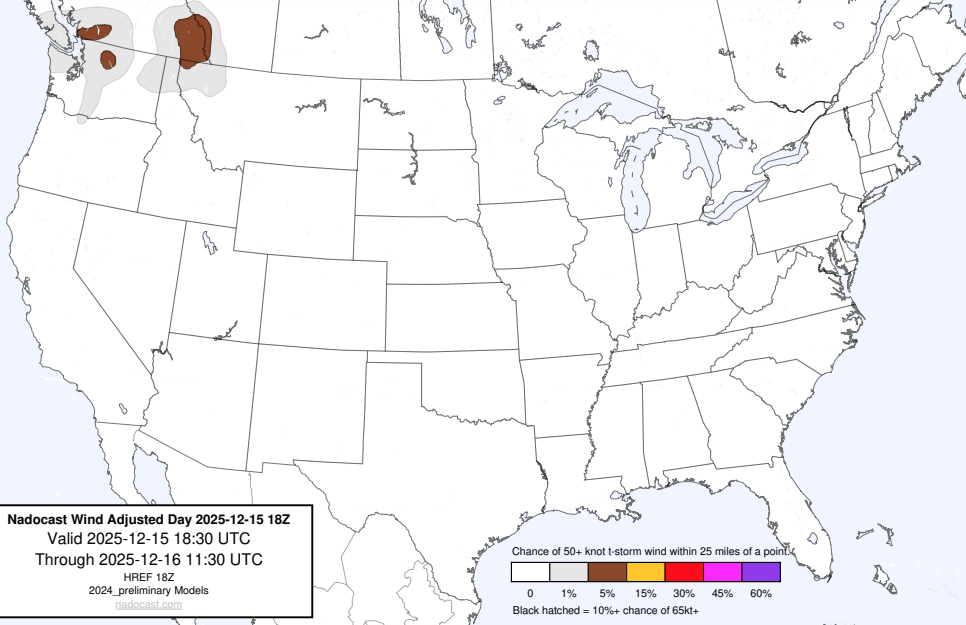 Nadocast Wind Adjusted Day 2025-12-15 18Z
Valid 2025-12-15 18:30 UTC
Through 2025-12-16 11:30 UTC
HREF 18Z
2024_preliminary Models
nadocast.com
Chance of 50+ knot t-storm wind within 25 miles of a point.
0 1% 5% 15% 30% 45% 60%
Black hatched = 10%+ chance of 65kt+